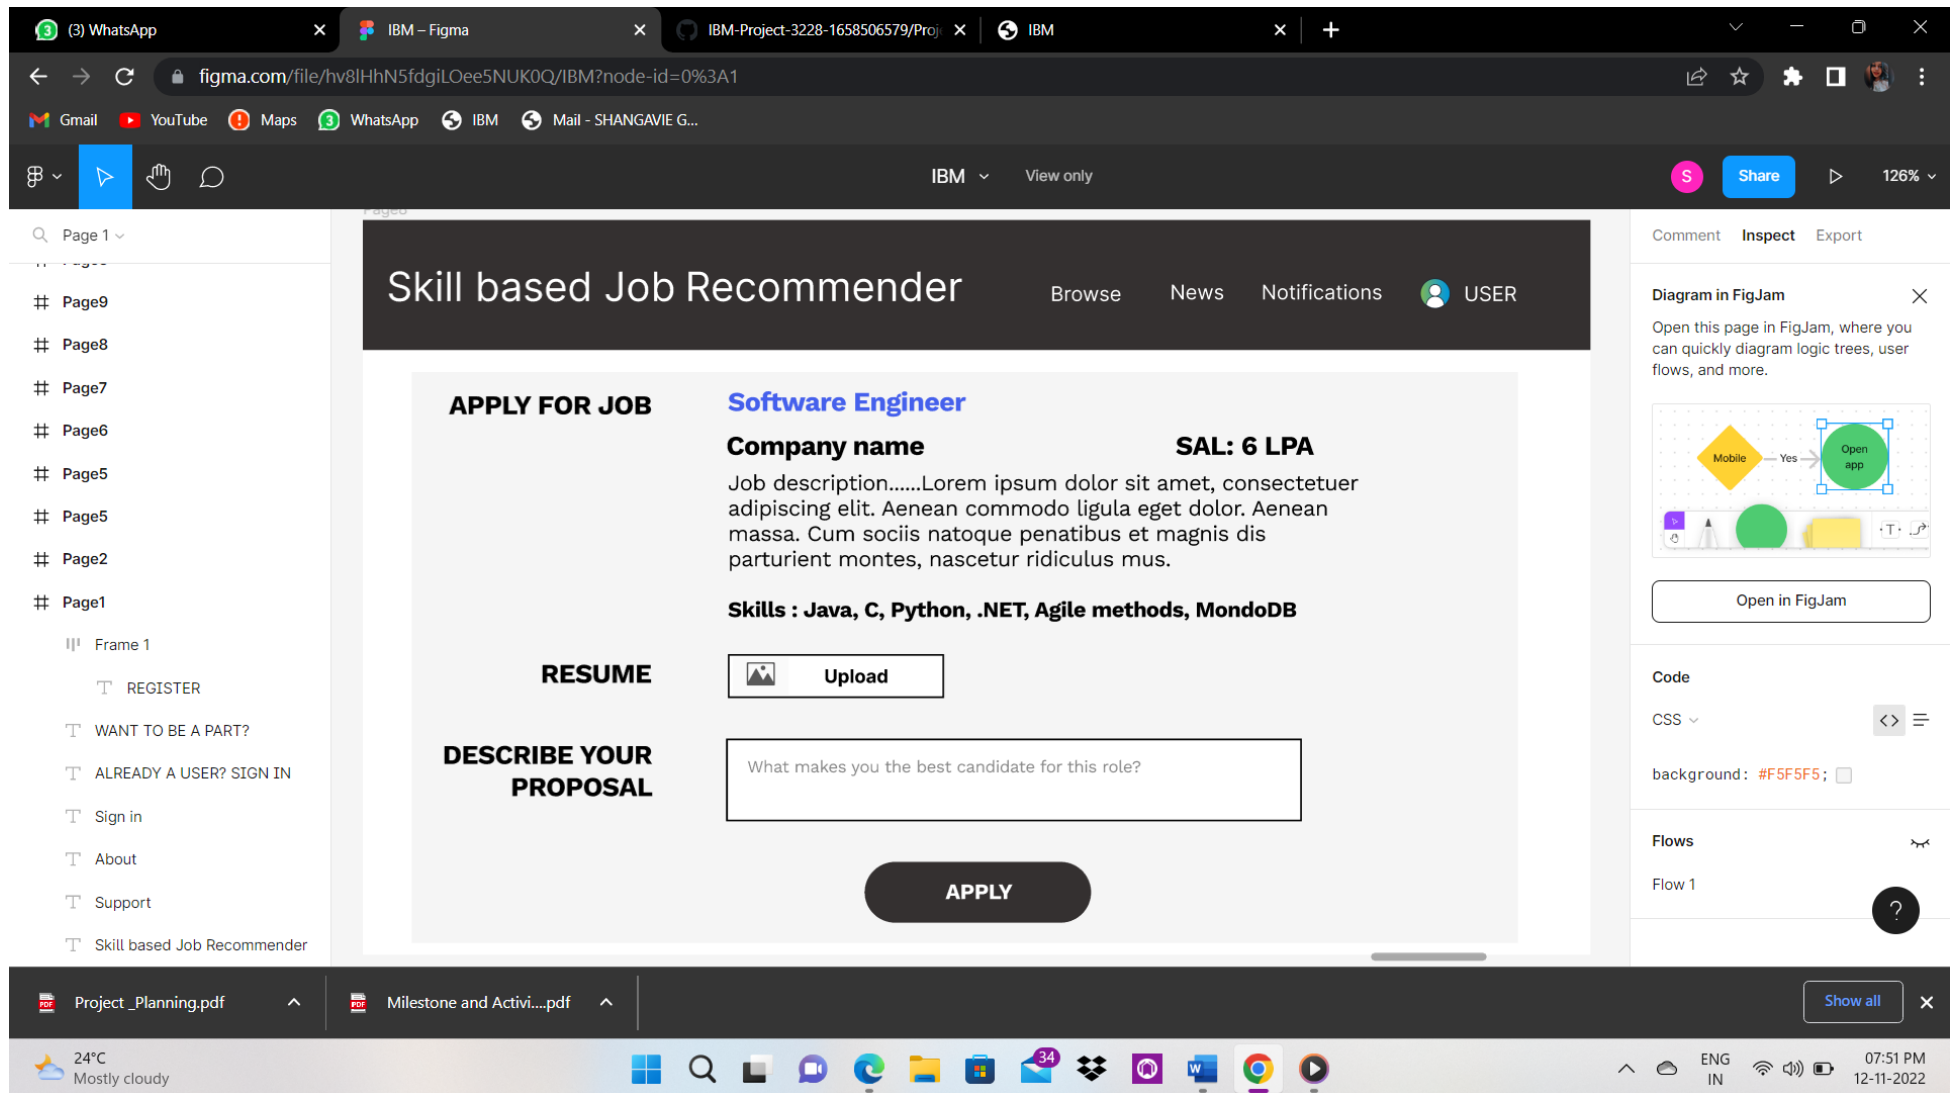 (3) WhatsApp
IBM – Figma
IBM-Project-3228-1658506579/Proj
IBM
figma.com/file/hv8lHhN5fdgiLOee5NUK0Q/IBM?node-id=0%3A1
Gmail YouTube Maps WhatsApp IBM Mail - SHANGAVIE G...
IBM View only S Share 126%
Page 1
Page9
Page8
Page7
Page6
Page5
Page5
Page2
Page1
Frame 1
REGISTER
WANT TO BE A PART?
ALREADY A USER? SIGN IN
Sign in
About
Support
Skill based Job Recommender
Skill based Job Recommender Browse News Notifications USER
APPLY FOR JOB
Software Engineer
Company name SAL: 6 LPA
Job description......Lorem ipsum dolor sit amet, consectetuer
adipiscing elit. Aenean commodo ligula eget dolor. Aenean
massa. Cum sociis natoque penatibus et magnis dis
parturient montes, nascetur ridiculus mus.
Skills : Java, C, Python, .NET, Agile methods, MondoDB
RESUME Upload
DESCRIBE YOUR
PROPOSAL
What makes you the best candidate for this role?
APPLY
Comment Inspect Export
Diagram in FigJam
Open this page in FigJam, where you
can quickly diagram logic trees, user
flows, and more.
Mobile Yes Open
app
Open in FigJam
Code
CSS
background: #F5F5F5;
Flows
Flow 1
?
Project _Planning.pdf
Milestone and Activi....pdf
Show all
24°C
Mostly cloudy
34
ENG
IN
07:51 PM
12-11-2022